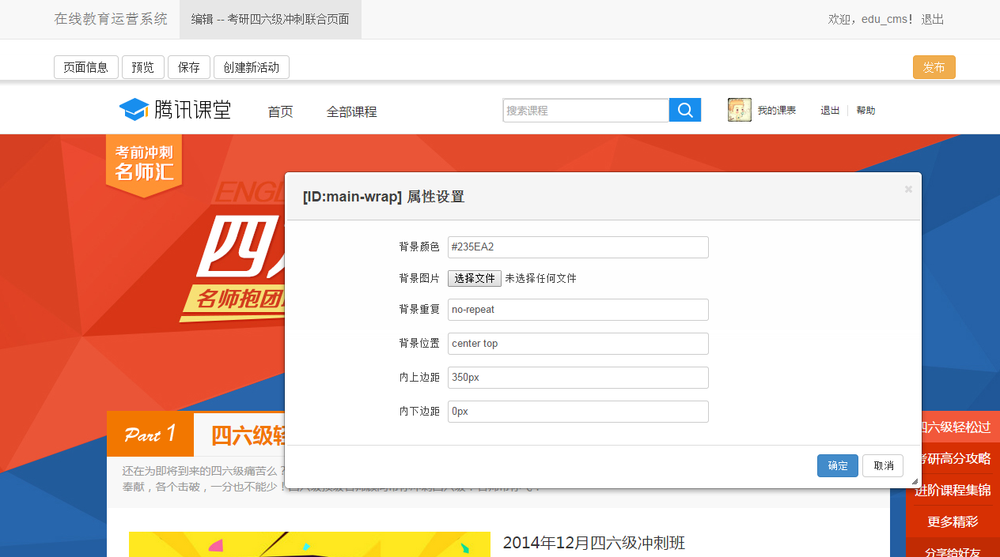 在线教育运营系统 编辑 -- 考研四六级冲刺联合页面 欢迎，edu_cms！ 退出
页面信息 预览 保存 创建新活动 发布
腾讯课堂 首页 全部课程 搜索课程 我的课表 退出 帮助
考前冲刺
名师汇
ENGL
四六
名师抱团
[ID:main-wrap] 属性设置 ×
背景颜色 #235EA2
背景图片 选择文件 未选择任何文件
背景重复 no-repeat
背景位置 center top
内上边距 350px
内下边距 0px
确定 取消
Part 1 四六级轻
还在为即将到来的四六级痛苦么？
奉献，各个击破，一分也不能少！
四六级轻松过
考研高分攻略
进阶课程集锦
更多精彩
分享给好友
2014年12月四六级冲刺班